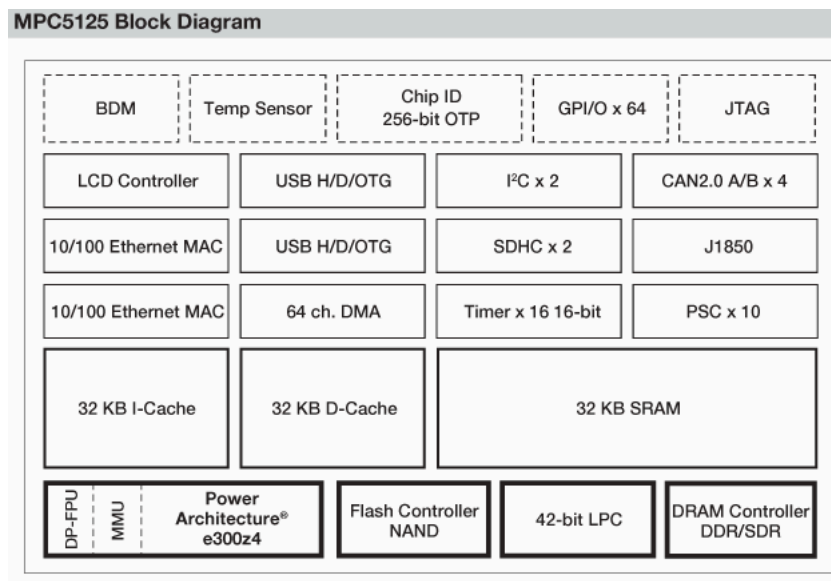 MPC5125 Block Diagram
BDM
Temp Sensor
Chip ID
256-bit OTP
GPI/O x 64
JTAG
LCD Controller
USB H/D/OTG
I²C x 2
CAN2.0 A/B x 4
10/100 Ethernet MAC
USB H/D/OTG
SDHC x 2
J1850
10/100 Ethernet MAC
64 ch. DMA
Timer x 16 16-bit
PSC x 10
32 KB I-Cache
32 KB D-Cache
32 KB SRAM
DP-FPU
MMU
Power
Architecture®
e300z4
Flash Controller
NAND
42-bit LPC
DRAM Controller
DDR/SDR